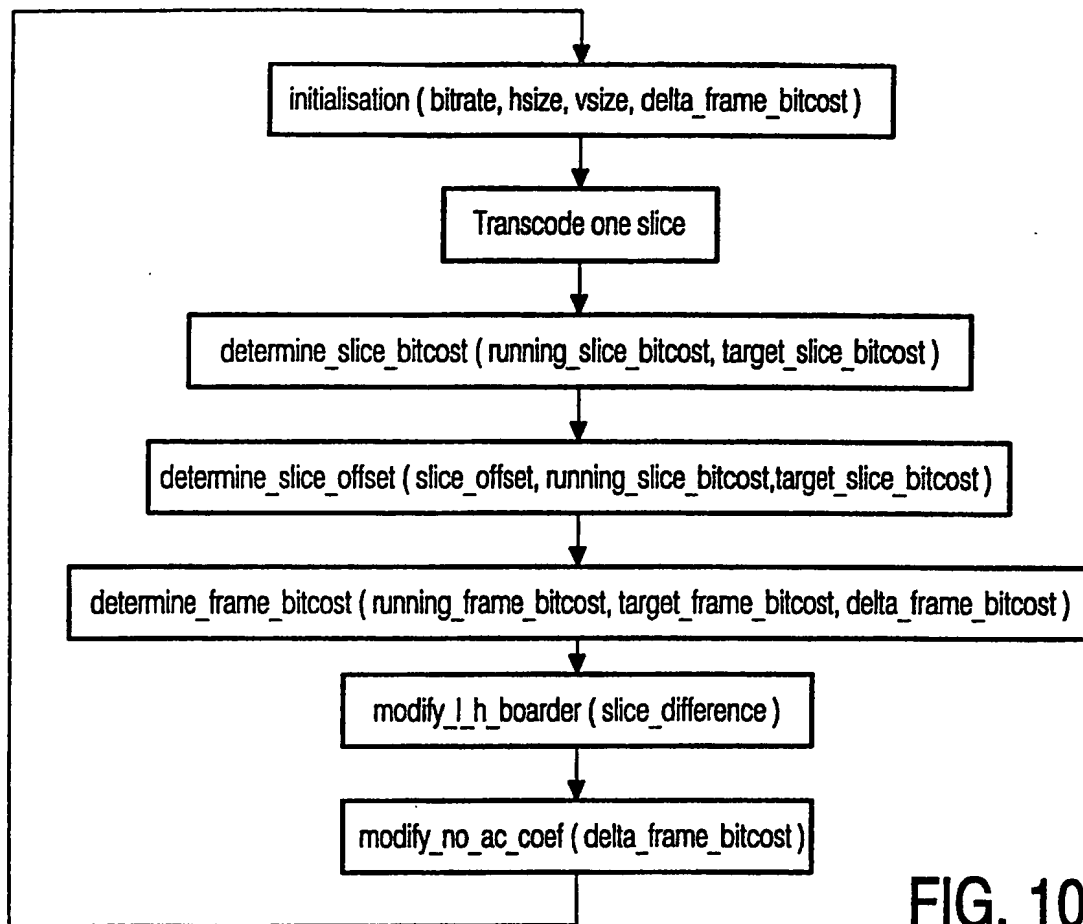 initialisation ( bitrate, hsize, vsize, delta_frame_bitcost )
Transcode one slice
determine_slice_bitcost ( running_slice_bitcost, target_slice_bitcost )
determine_slice_offset ( slice_offset, running_slice_bitcost,target_slice_bitcost )
determine_frame_bitcost ( running_frame_bitcost, target_frame_bitcost, delta_frame_bitcost )
modify_l_h_boarder ( slice_difference )
modify_no_ac_coef ( delta_frame_bitcost )
FIG. 10